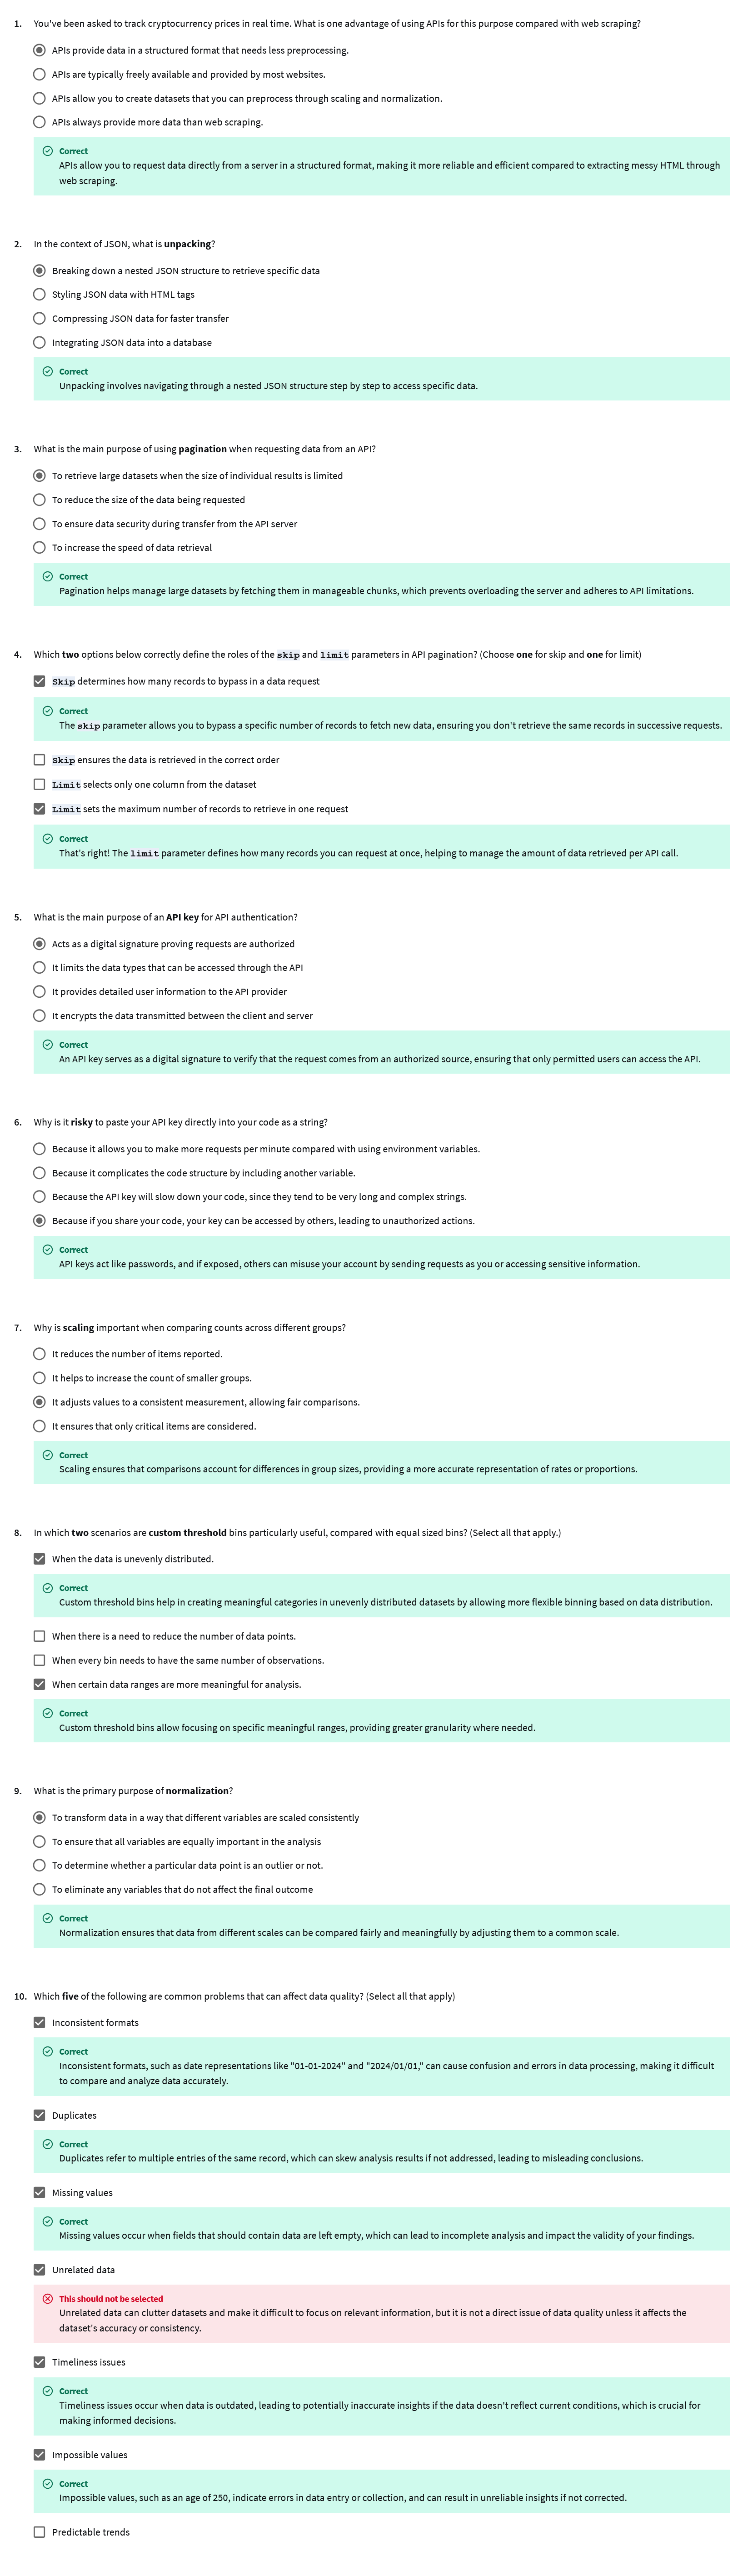 1. You've been asked to track cryptocurrency prices in real time. What is one advantage of using APIs for this purpose compared with web scraping?
APIs provide data in a structured format that needs less preprocessing.
APIs are typically freely available and provided by most websites.
APIs allow you to create datasets that you can preprocess through scaling and normalization.
APIs always provide more data than web scraping.
Correct
APIs allow you to request data directly from a server in a structured format, making it more reliable and efficient compared to extracting messy HTML through
web scraping.
2. In the context of JSON, what is unpacking?
Breaking down a nested JSON structure to retrieve specific data
Styling JSON data with HTML tags
Compressing JSON data for faster transfer
Integrating JSON data into a database
Correct
Unpacking involves navigating through a nested JSON structure step by step to access specific data.
3. What is the main purpose of using pagination when requesting data from an API?
To retrieve large datasets when the size of individual results is limited
To reduce the size of the data being requested
To ensure data security during transfer from the API server
To increase the speed of data retrieval
Correct
Pagination helps manage large datasets by fetching them in manageable chunks, which prevents overloading the server and adheres to API limitations.
4. Which two options below correctly define the roles of the skip and limit parameters in API pagination? (Choose one for skip and one for limit)
Skip determines how many records to bypass in a data request
Correct
The skip parameter allows you to bypass a specific number of records to fetch new data, ensuring you don't retrieve the same records in successive requests.
Skip ensures the data is retrieved in the correct order
Limit selects only one column from the dataset
Limit sets the maximum number of records to retrieve in one request
Correct
That's right! The limit parameter defines how many records you can request at once, helping to manage the amount of data retrieved per API call.
5. What is the main purpose of an API key for API authentication?
Acts as a digital signature proving requests are authorized
It limits the data types that can be accessed through the API
It provides detailed user information to the API provider
It encrypts the data transmitted between the client and server
Correct
An API key serves as a digital signature to verify that the request comes from an authorized source, ensuring that only permitted users can access the API.
6. Why is it risky to paste your API key directly into your code as a string?
Because it allows you to make more requests per minute compared with using environment variables.
Because it complicates the code structure by including another variable.
Because the API key will slow down your code, since they tend to be very long and complex strings.
Because if you share your code, your key can be accessed by others, leading to unauthorized actions.
Correct
API keys act like passwords, and if exposed, others can misuse your account by sending requests as you or accessing sensitive information.
7. Why is scaling important when comparing counts across different groups?
It reduces the number of items reported.
It helps to increase the count of smaller groups.
It adjusts values to a consistent measurement, allowing fair comparisons.
It ensures that only critical items are considered.
Correct
Scaling ensures that comparisons account for differences in group sizes, providing a more accurate representation of rates or proportions.
8. In which two scenarios are custom threshold bins particularly useful, compared with equal sized bins? (Select all that apply.)
When the data is unevenly distributed.
Correct
Custom threshold bins help in creating meaningful categories in unevenly distributed datasets by allowing more flexible binning based on data distribution.
When there is a need to reduce the number of data points.
When every bin needs to have the same number of observations.
When certain data ranges are more meaningful for analysis.
Correct
Custom threshold bins allow focusing on specific meaningful ranges, providing greater granularity where needed.
9. What is the primary purpose of normalization?
To transform data in a way that different variables are scaled consistently
To ensure that all variables are equally important in the analysis
To determine whether a particular data point is an outlier or not.
To eliminate any variables that do not affect the final outcome
Correct
Normalization ensures that data from different scales can be compared fairly and meaningfully by adjusting them to a common scale.
10. Which five of the following are common problems that can affect data quality? (Select all that apply)
Inconsistent formats
Correct
Inconsistent formats, such as date representations like "01-01-2024" and "2024/01/01," can cause confusion and errors in data processing, making it difficult
to compare and analyze data accurately.
Duplicates
Correct
Duplicates refer to multiple entries of the same record, which can skew analysis results if not addressed, leading to misleading conclusions.
Missing values
Correct
Missing values occur when fields that should contain data are left empty, which can lead to incomplete analysis and impact the validity of your findings.
Unrelated data
This should not be selected
Unrelated data can clutter datasets and make it difficult to focus on relevant information, but it is not a direct issue of data quality unless it affects the
dataset's accuracy or consistency.
Timeliness issues
Correct
Timeliness issues occur when data is outdated, leading to potentially inaccurate insights if the data doesn't reflect current conditions, which is crucial for
making informed decisions.
Impossible values
Correct
Impossible values, such as an age of 250, indicate errors in data entry or collection, and can result in unreliable insights if not corrected.
Predictable trends